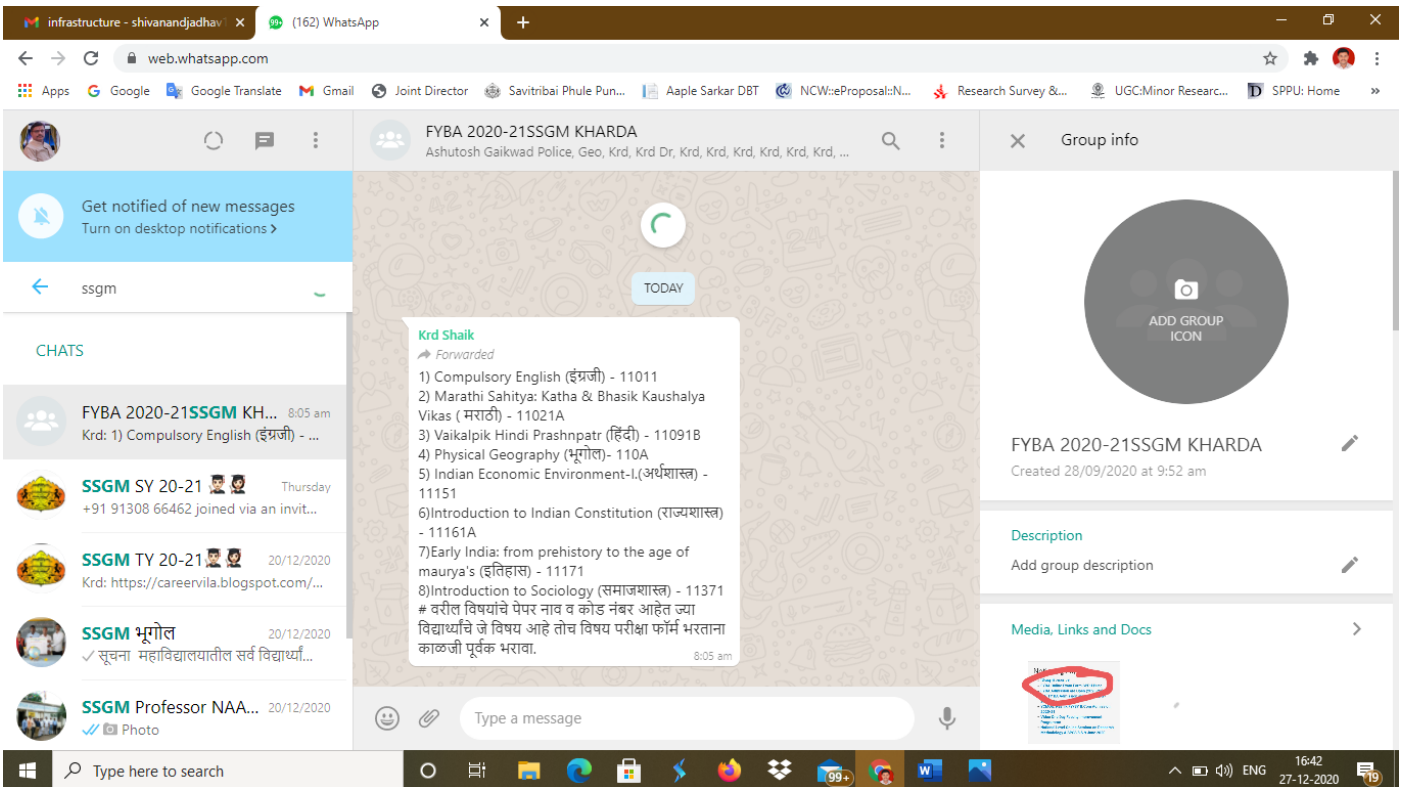 infrastructure - shivanandjadhav1
(162) WhatsApp
web.whatsapp.com
Apps
Google
Google Translate
Gmail
Joint Director
Savitribai Phule Pun...
Aaple Sarkar DBT
NCW::eProposal::N...
Research Survey &...
UGC:Minor Researc...
SPPU: Home
Get notified of new messages
Turn on desktop notifications
ssgm
CHATS
FYBA 2020-21SSGM KH... 8:05 am
Krd: 1) Compulsory English (इंग्रजी) - ...
SSGM SY 20-21 Thursday
+91 91308 66462 joined via an invit...
SSGM TY 20-21 20/12/2020
Krd: https://careervila.blogspot.com/...
SSGM भूगोल 20/12/2020
सूचना महाविद्यालयातील सर्व विद्यार्थ्यां...
SSGM Professor NAA... 20/12/2020
Photo
FYBA 2020-21SSGM KHARDA
Ashutosh Gaikwad Police, Geo, Krd, Krd Dr, Krd, Krd, Krd, Krd, Krd, Krd, ...
TODAY
Krd Shaik
Forwarded
1) Compulsory English (इंग्रजी) - 11011
2) Marathi Sahitya: Katha & Bhasik Kaushalya
Vikas ( मराठी) - 11021A
3) Vaikalpik Hindi Prashnpatr (हिंदी) - 11091B
4) Physical Geography (भूगोल)- 110A
5) Indian Economic Environment-I.(अर्थशास्त्र) -
11151
6)Introduction to Indian Constitution (राज्यशास्त्र)
- 11161A
7)Early India: from prehistory to the age of
maurya's (इतिहास) - 11171
8)Introduction to Sociology (समाजशास्त्र) - 11371
# वरील विषयांचे पेपर नाव व कोड नंबर आहेत ज्या
विद्यार्थ्यांचे जे विषय आहे तोच विषय परीक्षा फॉर्म भरताना
काळजी पूर्वक भरावा.
8:05 am
Type a message
Group info
ADD GROUP
ICON
FYBA 2020-21SSGM KHARDA
Created 28/09/2020 at 9:52 am
Description
Add group description
Media, Links and Docs
Type here to search
99+
ENG
16:42
27-12-2020
19